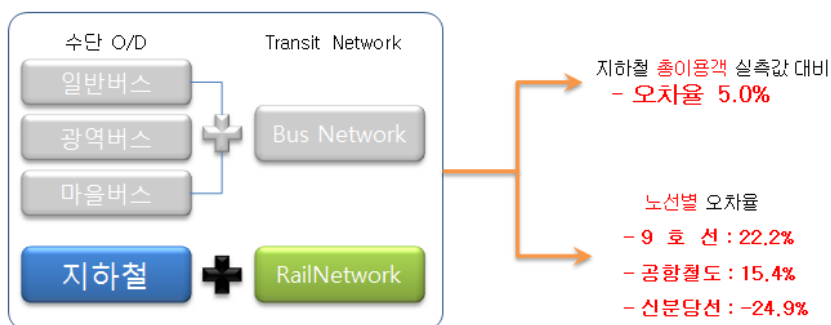 수단 O/D
Transit Network
일반버스
광역버스
Bus Network
마을버스
지하철
RailNetwork
지하철 총이용객 실측값 대비
- 오차율 5.0%
노선별 오차율
- 9 호 선 : 22.2%
- 공항철도 : 15.4%
- 신분당선 : -24.9%